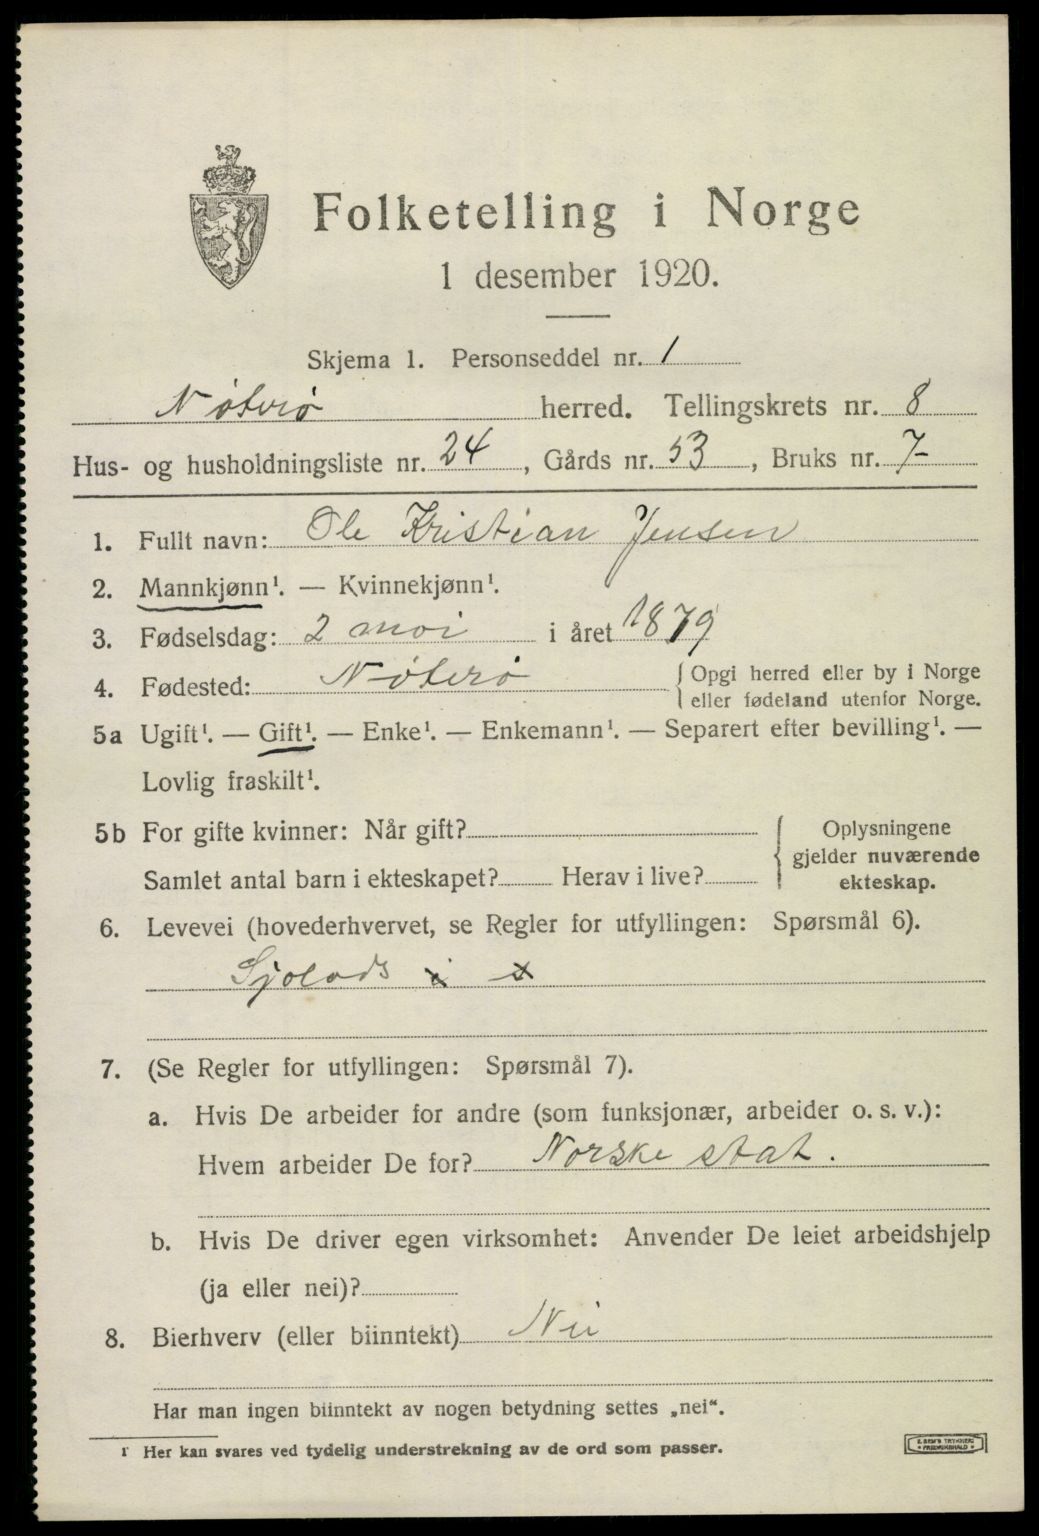 Folketelling i Norge
1 desember 1920.
Skjema 1. Personseddel nr. 1
Nøterø herred. Tellingskrets nr. 8
Hus- og husholdningsliste nr. 24, Gårds nr. 53, Bruks nr. 7-
1. Fullt navn: Ole Kristian Jensen
2. Mannkjønn¹. — Kvinnekjønn¹.
3. Fødselsdag: 2 moi i året 1879
4. Fødested: Nøterø { Opgi herred eller by i Norge
eller fødeland utenfor Norge.
5a Ugift¹. — Gift¹. — Enke¹. — Enkemann¹. — Separert efter bevilling¹. —
Lovlig fraskilt¹.
5b For gifte kvinner: Når gift? { Oplysningene
gjelder nuværende
Samlet antal barn i ekteskapet? Herav i live? ekteskap.
6. Levevei (hovederhvervet, se Regler for utfyllingen: Spørsmål 6).
Sjolods
7. (Se Regler for utfyllingen: Spørsmål 7).
a. Hvis De arbeider for andre (som funksjonær, arbeider o. s. v.):
Hvem arbeider De for? Norske stat.
b. Hvis De driver egen virksomhet: Anvender De leiet arbeidshjelp
(ja eller nei)?
8. Bierhverv (eller biinntekt) Nei
Har man ingen biinntekt av nogen betydning settes „nei“.
1 Her kan svares ved tydelig understrekning av de ord som passer.